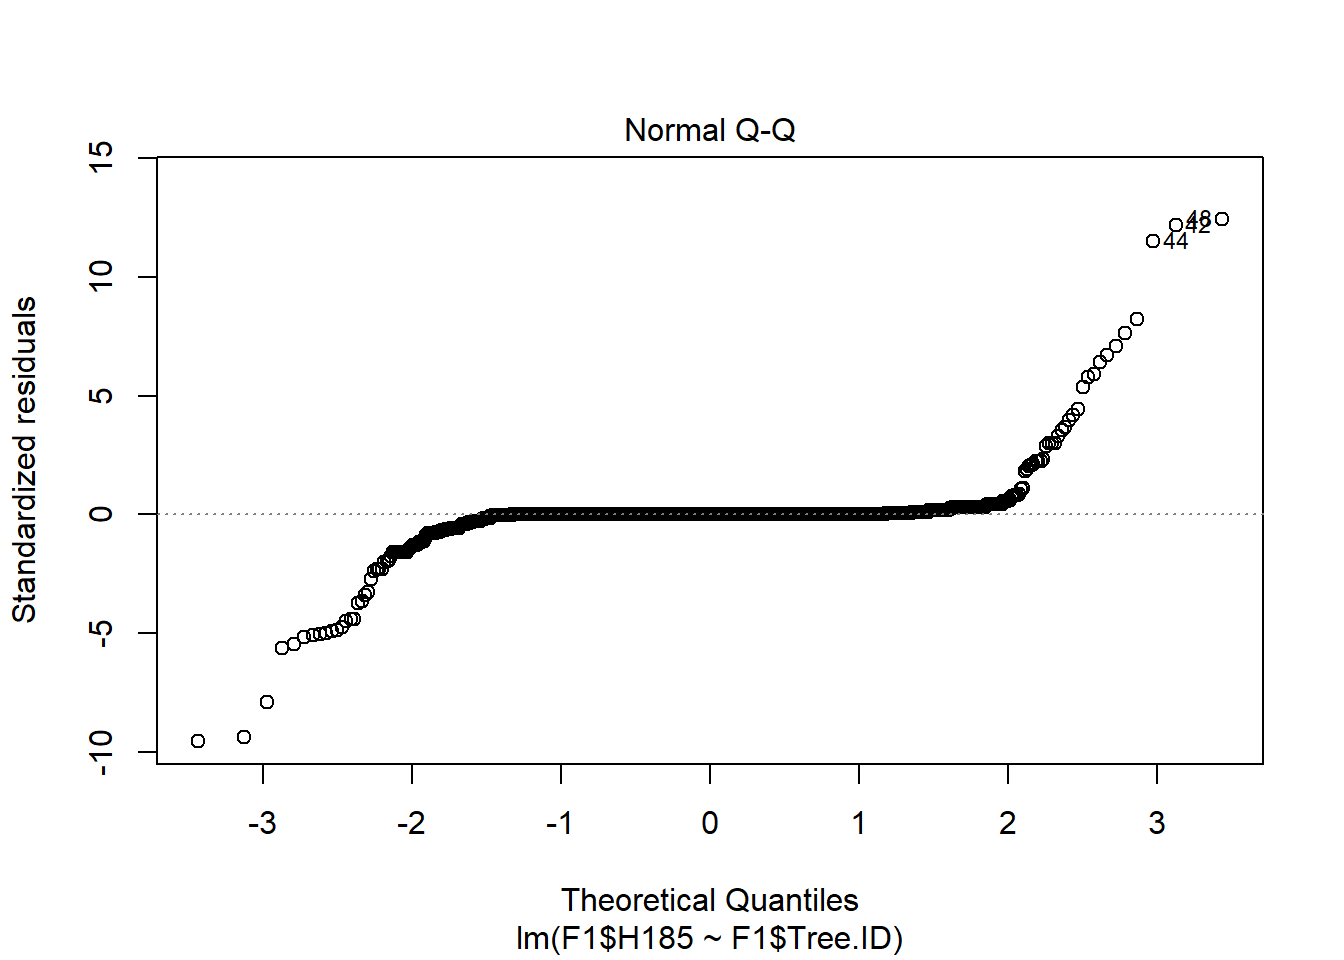 Normal Q-Q
Standardized residuals
15
10
5
0
-5
-10
48
42
44
-3 -2 -1 0 1 2 3
Theoretical Quantiles
lm(F1$H185 ~ F1$Tree.ID)